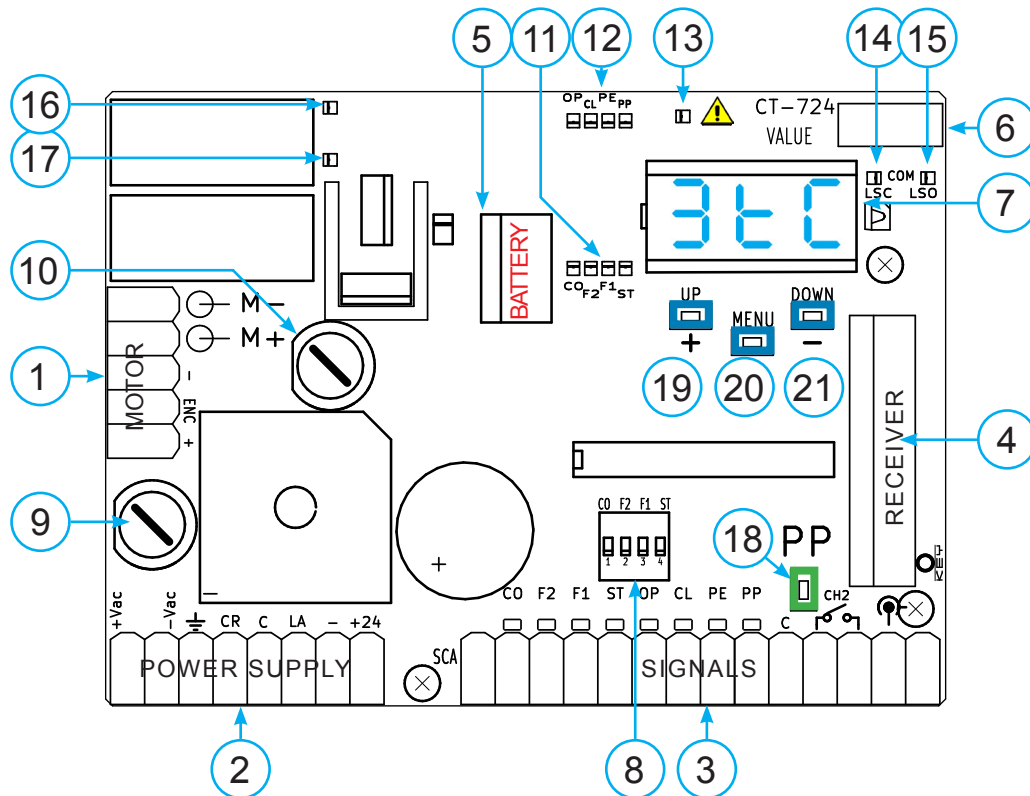 5 11 12 13 14 15
16
OP CL PE PP
CT-724
VALUE
6
17
LSC COM LSO
7
3tC
BATTERY
CO F2 F1 ST
10
M -
M +
UP MENU DOWN
+ -
19 20 21
1
MOTOR
- ENC +
RECEIVER
4
9
CO F2 F1 ST
1 2 3 4
18
PP
KEY
+
-
CO F2 F1 ST OP CL PE PP C CH2
+Vac -Vac CR C LA - +24
SCA
POWER SUPPLY
SIGNALS
2 8 3